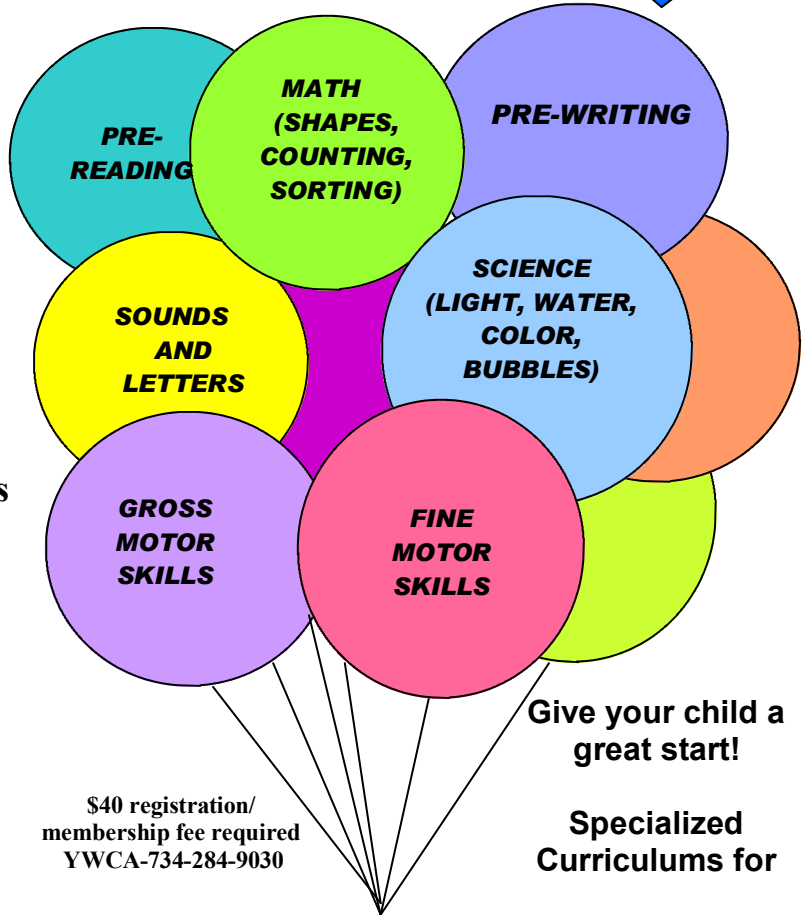 PRE-
READING
MATH
(SHAPES,
COUNTING,
SORTING)
PRE-WRITING
SOUNDS
AND
LETTERS
SCIENCE
(LIGHT, WATER,
COLOR,
BUBBLES)
s
GROSS
MOTOR
SKILLS
FINE
MOTOR
SKILLS
Give your child a
great start!
$40 registration/
membership fee required
YWCA-734-284-9030
Specialized
Curriculums for